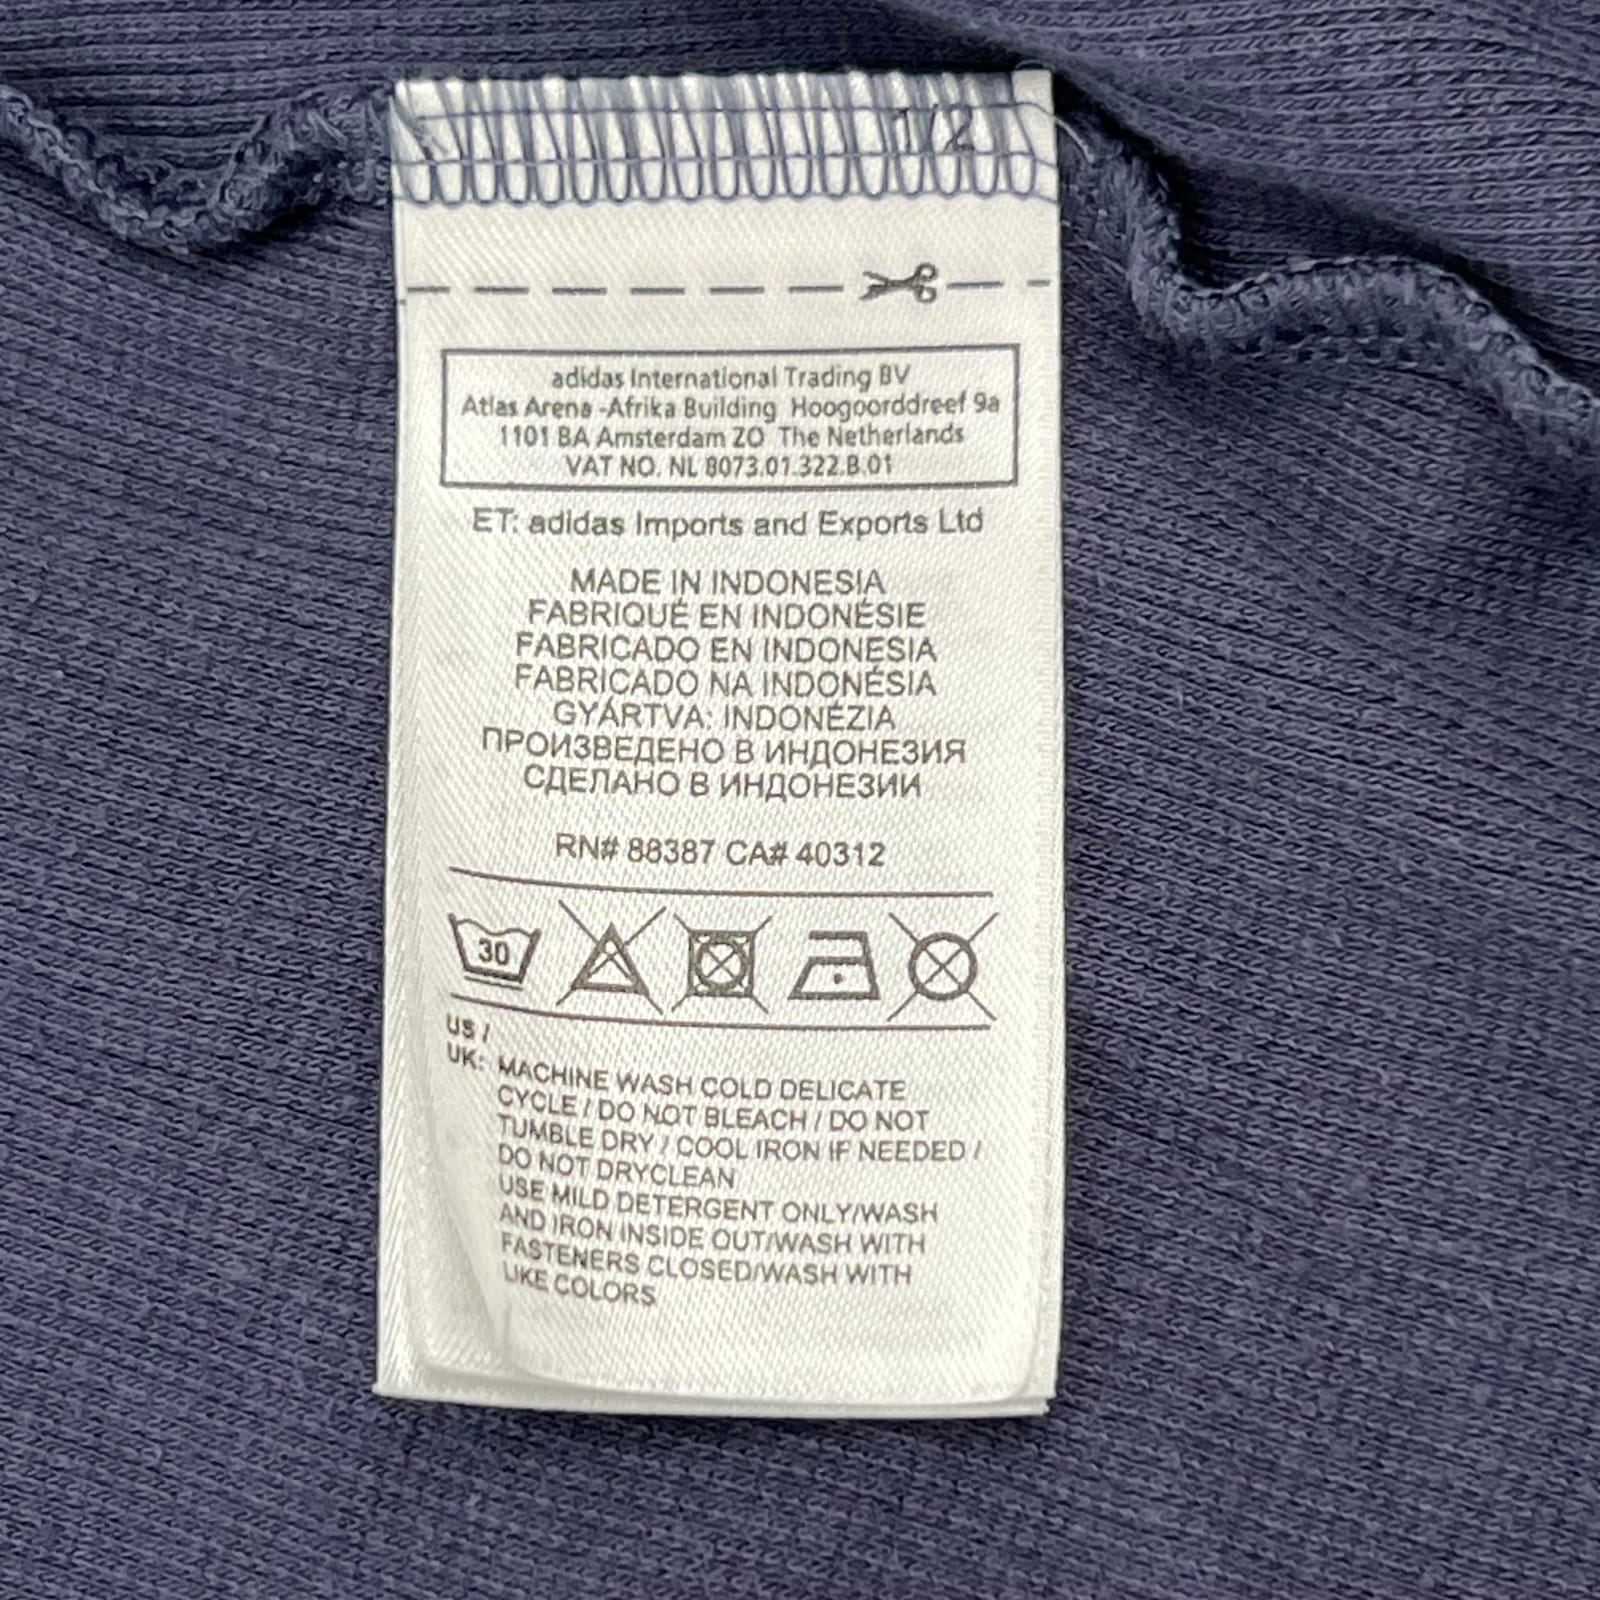 1/2
adidas International Trading BV
Atlas Arena -Afrika Building Hoogoorddreef 9a
1101 BA Amsterdam ZO The Netherlands
VAT NO. NL 8073.01.322.B.01
ET: adidas Imports and Exports Ltd
MADE IN INDONESIA
FABRIQUÉ EN INDONÉSIE
FABRICADO EN INDONESIA
FABRICADO NA INDONÉSIA
GYÁRTVA: INDONÉZIA
ПРОИЗВЕДЕНО В ИНДОНЕЗИЯ
СДЕЛАНО В ИНДОНЕЗИИ
RN# 88387 CA# 40312
30
US /
UK: MACHINE WASH COLD DELICATE
CYCLE / DO NOT BLEACH / DO NOT
TUMBLE DRY / COOL IRON IF NEEDED /
DO NOT DRYCLEAN
USE MILD DETERGENT ONLY/WASH
AND IRON INSIDE OUT/WASH WITH
FASTENERS CLOSED/WASH WITH
LIKE COLORS